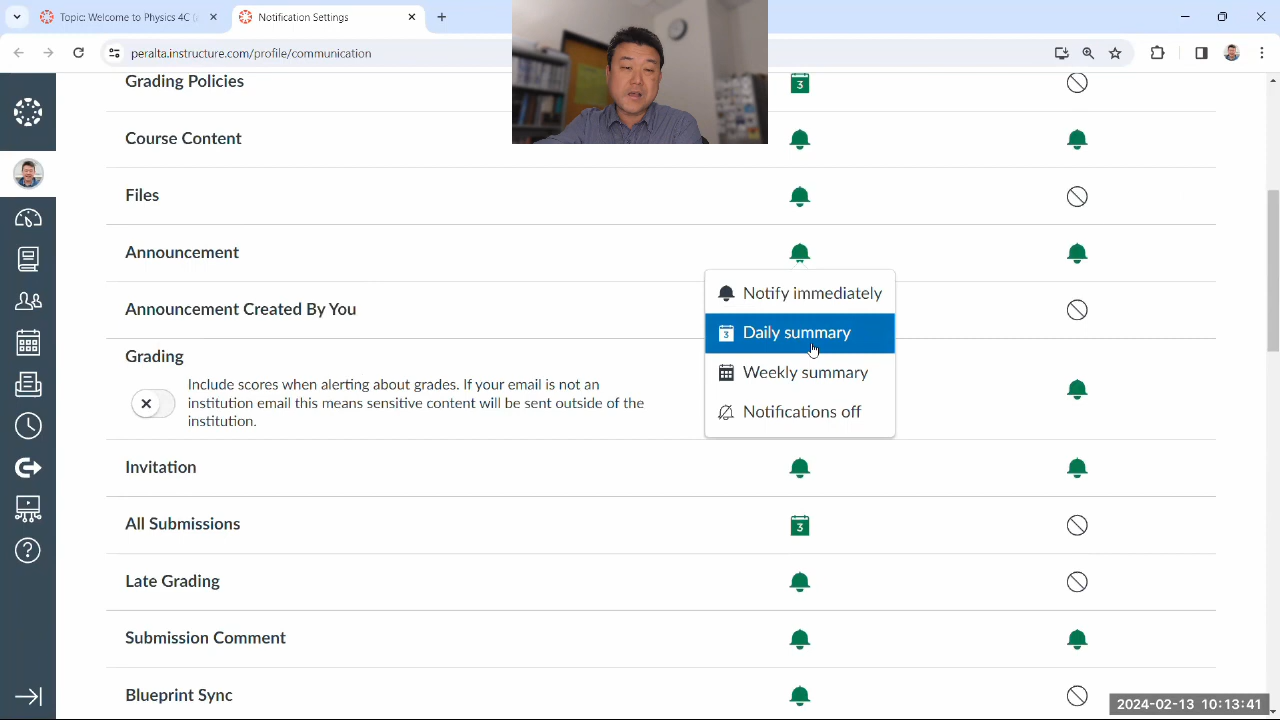 Topic: Welcome to Physics 4C
Notification Settings
peralta.instructure.com/profile/communication
Grading Policies
3
Course Content
Files
Announcement
Notify immediately
Announcement Created By You
3 Daily summary
Grading
Include scores when alerting about grades. If your email is not an
institution email this means sensitive content will be sent outside of the
institution.
Weekly summary
Notifications off
Invitation
All Submissions
3
Late Grading
Submission Comment
Blueprint Sync
2024-02-13 10:13:41